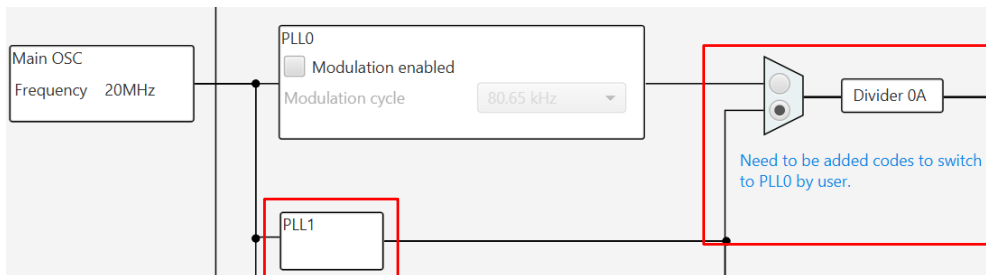 PLL0
Main OSC
Modulation enabled
Frequency 20MHz
Modulation cycle 80.65 kHz
Divider 0A
Need to be added codes to switch
to PLL0 by user.
PLL1